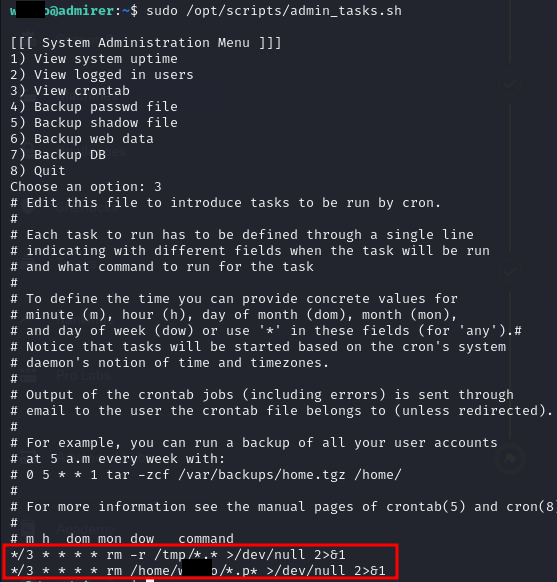 w o@admirer:~$ sudo /opt/scripts/admin_tasks.sh
[[[ System Administration Menu ]]]
1) View system uptime
2) View logged in users
3) View crontab
4) Backup passwd file
5) Backup shadow file
6) Backup web data
7) Backup DB
8) Quit
Choose an option: 3
# Edit this file to introduce tasks to be run by cron.
#
# Each task to run has to be defined through a single line
# indicating with different fields when the task will be run
# and what command to run for the task
#
# To define the time you can provide concrete values for
# minute (m), hour (h), day of month (dom), month (mon),
# and day of week (dow) or use '*' in these fields (for 'any').#
# Notice that tasks will be started based on the cron's system
# daemon's notion of time and timezones.
#
# Output of the crontab jobs (including errors) is sent through
# email to the user the crontab file belongs to (unless redirected).
#
# For example, you can run a backup of all your user accounts
# at 5 a.m every week with:
# 0 5 * * 1 tar -zcf /var/backups/home.tgz /home/
#
# For more information see the manual pages of crontab(5) and cron(8
#
# m h  dom mon dow   command
*/3 * * * * rm -r /tmp/*.* >/dev/null 2>&1
*/3 * * * * rm /home/w o/*.p* >/dev/null 2>&1